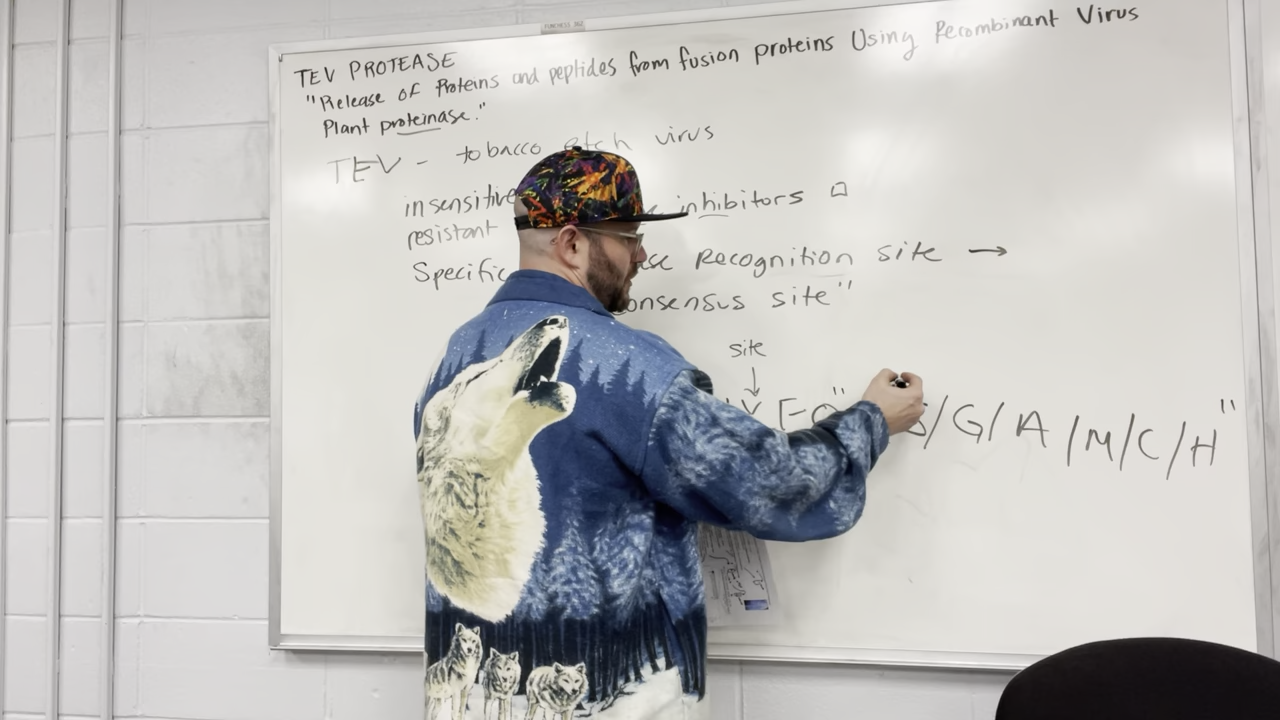 TEV PROTEASE
"Release of Proteins and peptides from fusion proteins Using Recombinant Virus
Plant proteinase."
TEV - tobacco etch virus
insensitive inhibitors
resistant
Specific Recognition site →
onsensus site"
site
↓
S/G/A/M/C/H"